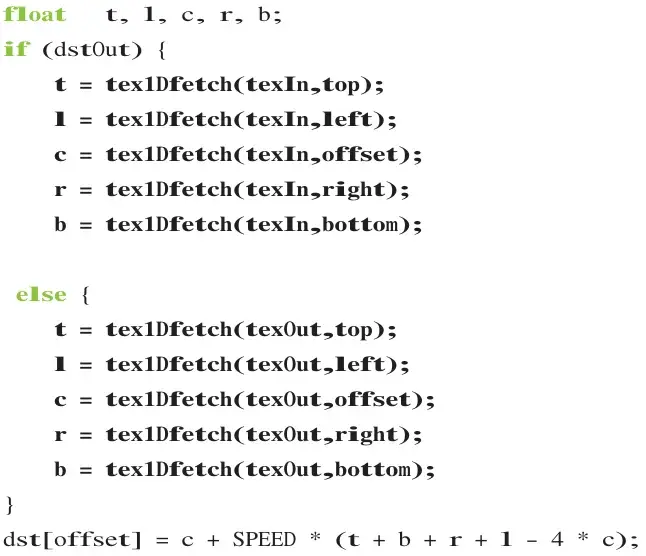 float t, l, c, r, b;
if (dstOut) {
t = tex1Dfetch(texIn,top);
l = tex1Dfetch(texIn,left);
c = tex1Dfetch(texIn,offset);
r = tex1Dfetch(texIn,right);
b = tex1Dfetch(texIn,bottom);
else {
t = tex1Dfetch(texOut,top);
l = tex1Dfetch(texOut,left);
c = tex1Dfetch(texOut,offset);
r = tex1Dfetch(texOut,right);
b = tex1Dfetch(texOut,bottom);
}
dst[offset] = c + SPEED * (t + b + r + l - 4 * c);